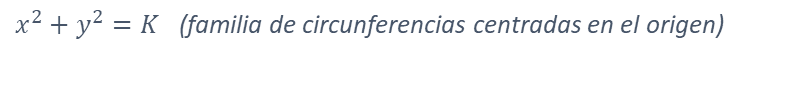 x² + y² = K (familia de circunferencias centradas en el origen)